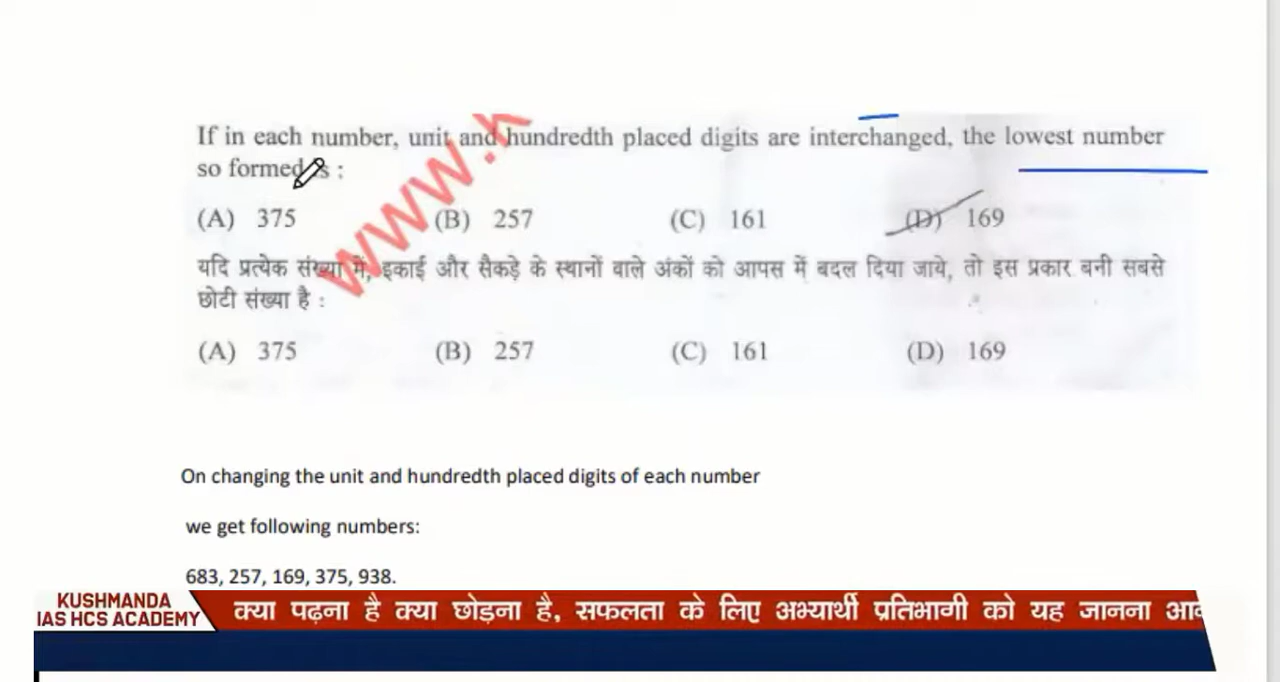 If in each number, unit and hundredth placed digits are interchanged, the lowest number
so formed is :
(A) 375 (B) 257 (C) 161 (D) 169
यदि प्रत्येक संख्या में, इकाई और सैकड़े के स्थानों वाले अंकों को आपस में बदल दिया जाये, तो इस प्रकार बनी सबसे
छोटी संख्या है :
(A) 375 (B) 257 (C) 161 (D) 169
www.h
On changing the unit and hundredth placed digits of each number
we get following numbers:
683, 257, 169, 375, 938.
KUSHMANDA
IAS HCS ACADEMY
क्या पढ़ना है क्या छोड़ना है, सफलता के लिए अभ्यार्थी प्रतिभागी को यह जानना